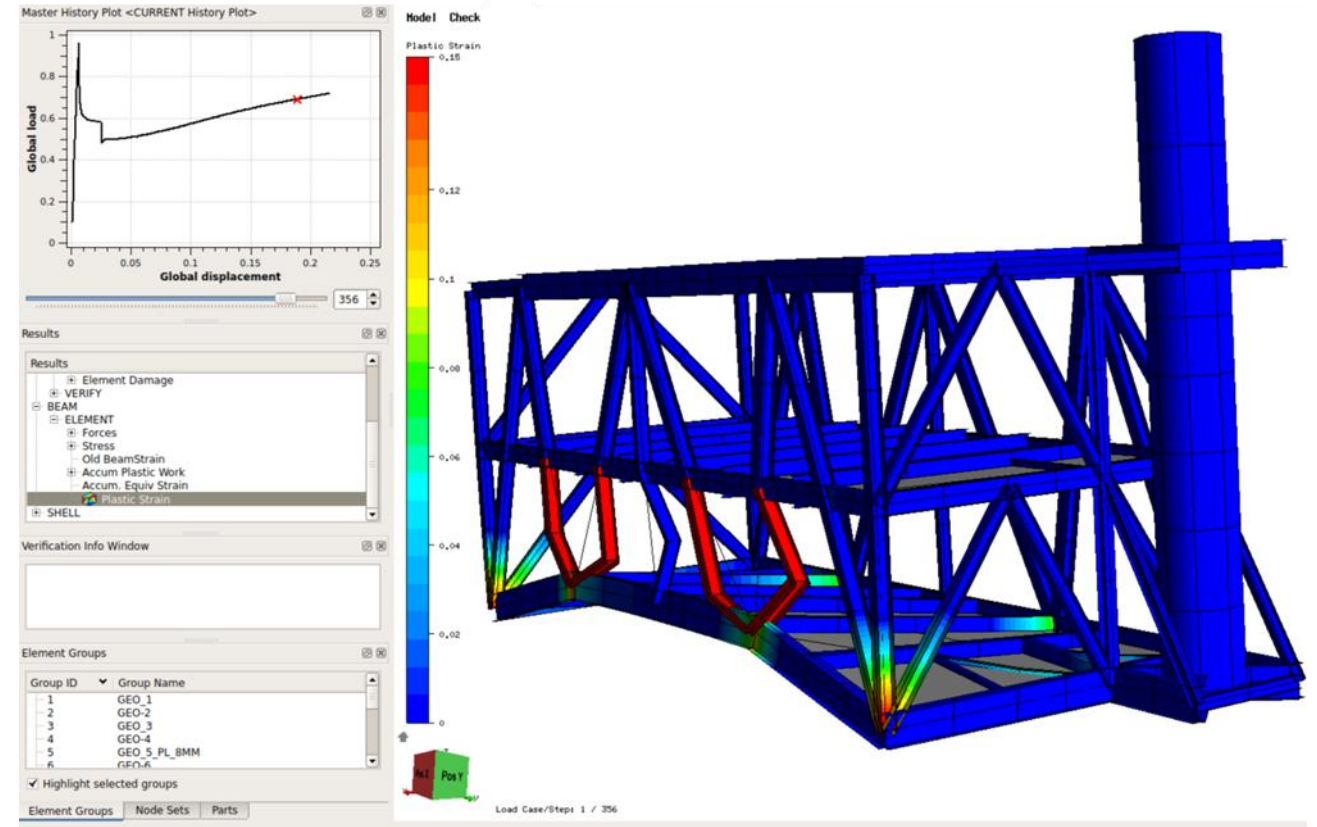 Master History Plot <CURRENT History Plot>
1
0.8
0.6
0.4
0.2
0
Global load
0 0.05 0.1 0.15 0.2 0.25
Global displacement
356
Results
Results
Element Damage
VERIFY
BEAM
ELEMENT
Forces
Stress
Old BeamStrain
Accum Plastic Work
Accum. Equiv Strain
Plastic Strain
SHELL
Verification Info Window
Element Groups
Group ID Group Name
1 GEO_1
2 GEO-2
3 GEO_3
4 GEO-4
5 GEO_5_PL_8MM
6 GEO-6
Highlight selected groups
Element Groups Node Sets Parts
Model Check
Plastic Strain
0.15
0.12
0.1
0.08
0.06
0.04
0.02
0
Pos Y
Load Case/Step: 1 / 356